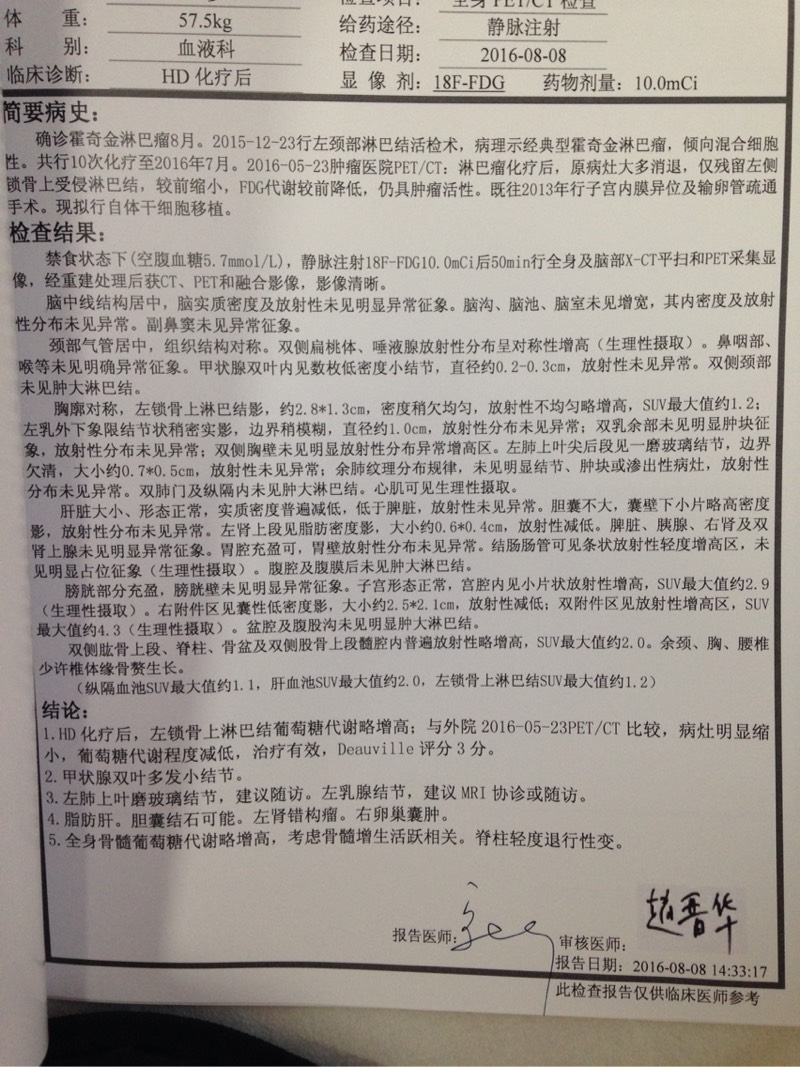 检查项目: 全身 PET/CT 检查
体 重: 57.5kg 给药途径: 静脉注射
科 别: 血液科 检查日期: 2016-08-08
临床诊断: HD 化疗后 显 像 剂: 18F-FDG 药物剂量: 10.0mCi
简要病史:
确诊霍奇金淋巴瘤8月。2015-12-23行左颈部淋巴结活检术，病理示经典型霍奇金淋巴瘤，倾向混合细胞
性。共行10次化疗至2016年7月。2016-05-23肿瘤医院PET/CT: 淋巴瘤化疗后，原病灶大多消退，仅残留左侧
锁骨上受侵淋巴结，较前缩小，FDG代谢较前降低，仍具肿瘤活性。既往2013年行子宫内膜异位及输卵管疏通
手术。现拟行自体干细胞移植。
检查结果:
禁食状态下(空腹血糖5.7mmol/L)，静脉注射18F-FDG10.0mCi后50min行全身及脑部X-CT平扫和PET采集显
像，经重建处理后获CT、PET和融合影像，影像清晰。
脑中线结构居中，脑实质密度及放射性未见明显异常征象。脑沟、脑池、脑室未见增宽，其内密度及放射
性分布未见异常。副鼻窦未见异常征象。
颈部气管居中，组织结构对称。双侧扁桃体、唾液腺放射性分布呈对称性增高（生理性摄取）。鼻咽部、
喉等未见明确异常征象。甲状腺双叶内见数枚低密度小结节，直径约0.2-0.3cm，放射性未见异常。双侧颈部
未见肿大淋巴结。
胸廓对称，左锁骨上淋巴结影，约2.8*1.3cm，密度稍欠均匀，放射性不均匀略增高，SUV最大值约1.2；
左乳外下象限结节状稍密实影，边界稍模糊，直径约1.0cm，放射性分布未见异常；双乳余部未见明显肿块征
象，放射性分布未见异常；双侧胸壁未见明显放射性分布异常增高区。左肺上叶尖后段见一磨玻璃结节，边界
欠清，大小约0.7*0.5cm，放射性未见异常；余肺纹理分布规律，未见明显结节、肿块或渗出性病灶，放射性
分布未见异常。双肺门及纵隔内未见肿大淋巴结。心肌可见生理性摄取。
肝脏大小、形态正常，实质密度普遍减低，低于脾脏，放射性未见异常。胆囊不大，囊壁下小片略高密度
影，放射性分布未见异常。左肾上段见脂肪密度影，大小约0.6*0.4cm，放射性减低。脾脏、胰腺、右肾及双
肾上腺未见明显异常征象。胃腔充盈可，胃壁放射性分布未见异常。结肠肠管可见条状放射性轻度增高区，未
见明显占位征象（生理性摄取）。腹腔及腹膜后未见肿大淋巴结。
膀胱部分充盈，膀胱壁未见明显异常征象。子宫形态正常，宫腔内见小片状放射性增高，SUV最大值约2.9
（生理性摄取）。右附件区见囊性低密度影，大小约2.5*2.1cm，放射性减低；双附件区见放射性增高区，SUV
最大值约4.3（生理性摄取）。盆腔及腹股沟未见明显肿大淋巴结。
双侧肱骨上段、脊柱、骨盆及双侧股骨上段髓腔内普遍放射性略增高，SUV最大值约2.0。余颈、胸、腰椎
少许椎体缘骨赘生长。
（纵隔血池SUV最大值约1.1，肝血池SUV最大值约2.0，左锁骨上淋巴结SUV最大值约1.2）
结论:
1.HD 化疗后，左锁骨上淋巴结葡萄糖代谢略增高；与外院 2016-05-23PET/CT 比较，病灶明显缩
小，葡萄糖代谢程度减低，治疗有效，Deauville 评分 3 分。
2.甲状腺双叶多发小结节。
3.左肺上叶磨玻璃结节，建议随访。左乳腺结节，建议 MRI 协诊或随访。
4.脂肪肝。胆囊结石可能。左肾错构瘤。右卵巢囊肿。
5.全身骨髓葡萄糖代谢略增高，考虑骨髓增生活跃相关。脊柱轻度退行性变。
报告医师: 审核医师: 赵晋华
报告日期: 2016-08-08 14:33:17
此检查报告仅供临床医师参考